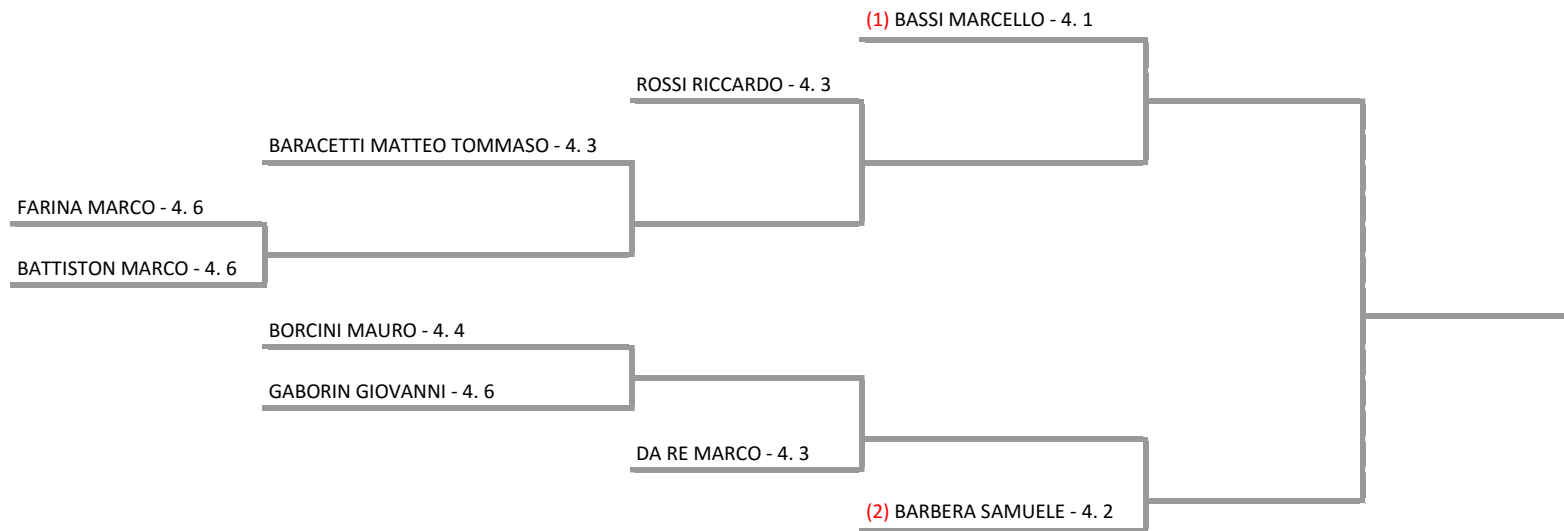 (1) BASSI MARCELLO - 4. 1
ROSSI RICCARDO - 4. 3
BARACETTI MATTEO TOMMASO - 4. 3
FARINA MARCO - 4. 6
BATTISTON MARCO - 4. 6
BORCINI MAURO - 4. 4
GABORIN GIOVANNI - 4. 6
DA RE MARCO - 4. 3
(2) BARBERA SAMUELE - 4. 2